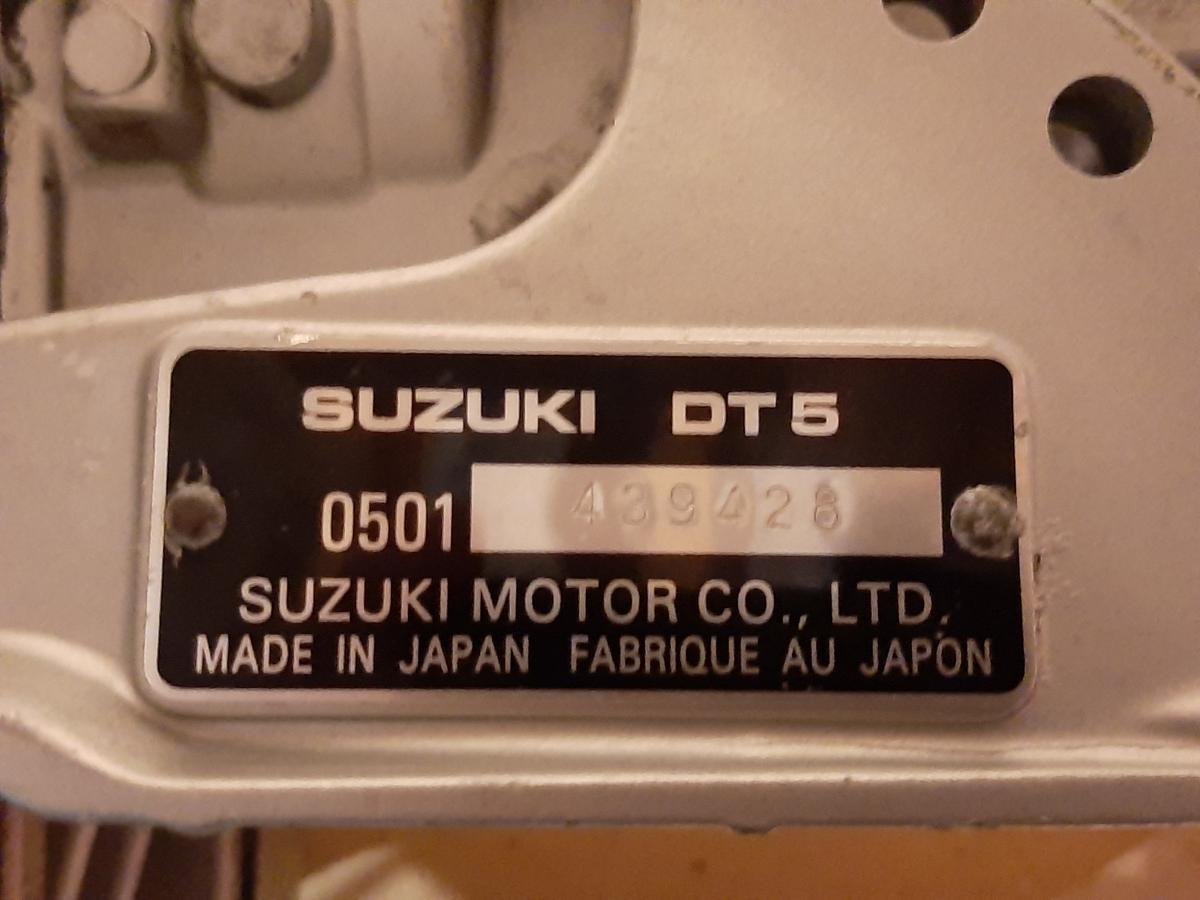 SUZUKI DT5
0501 439428
SUZUKI MOTOR CO., LTD.
MADE IN JAPAN FABRIQUE AU JAPON